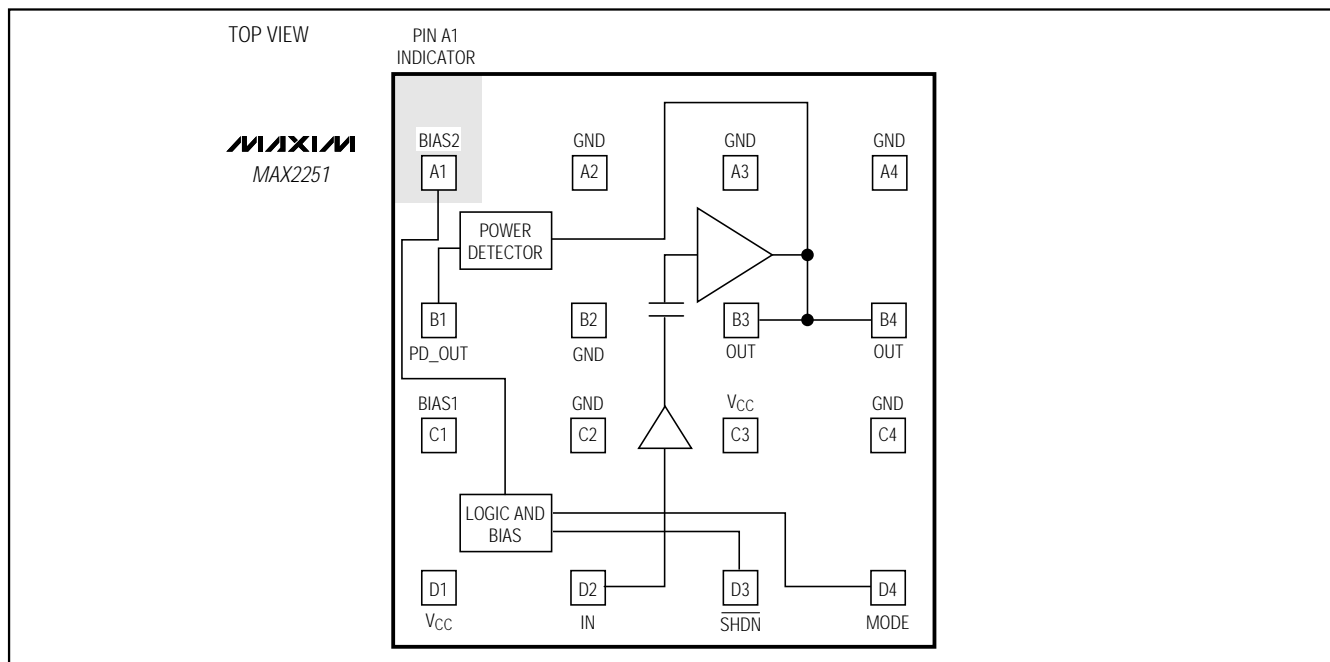 TOP VIEW
PIN A1
INDICATOR
MAXIM
MAX2251
BIAS2
GND
GND
GND
A1
A2
A3
A4
POWER
DETECTOR
B1
B2
B3
B4
PD_OUT
GND
OUT
OUT
BIAS1
GND
VCC
GND
C1
C2
C3
C4
LOGIC AND
BIAS
D1
D2
D3
D4
VCC
IN
SHDN
MODE